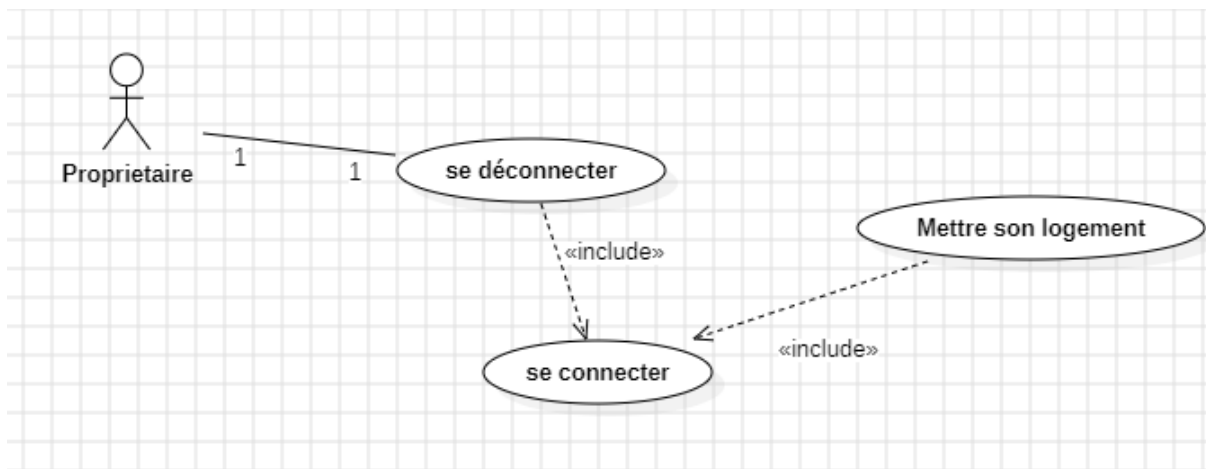 Proprietaire
1
1
se déconnecter
Mettre son logement
«include»
«include»
se connecter